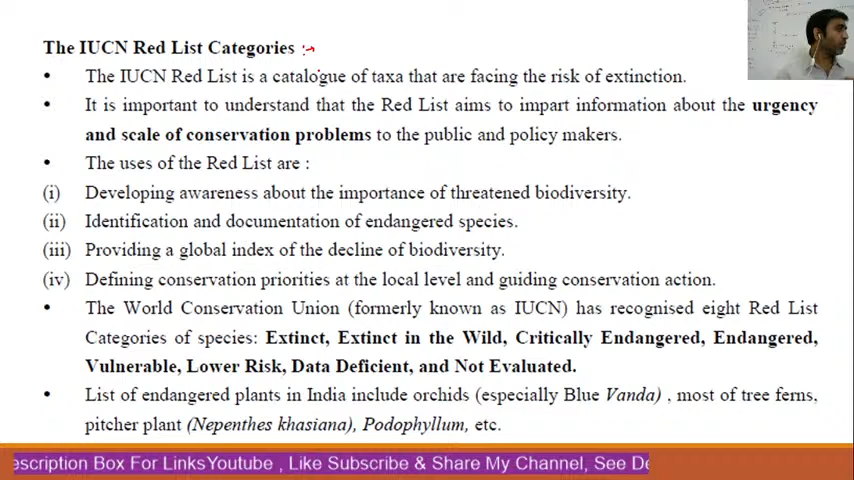 The IUCN Red List Categories :→
• The IUCN Red List is a catalogue of taxa that are facing the risk of extinction.
• It is important to understand that the Red List aims to impart information about the urgency
and scale of conservation problems to the public and policy makers.
• The uses of the Red List are :
(i) Developing awareness about the importance of threatened biodiversity.
(ii) Identification and documentation of endangered species.
(iii) Providing a global index of the decline of biodiversity.
(iv) Defining conservation priorities at the local level and guiding conservation action.
• The World Conservation Union (formerly known as IUCN) has recognised eight Red List
Categories of species: Extinct, Extinct in the Wild, Critically Endangered, Endangered,
Vulnerable, Lower Risk, Data Deficient, and Not Evaluated.
• List of endangered plants in India include orchids (especially Blue Vanda) , most of tree ferns,
pitcher plant (Nepenthes khasiana), Podophyllum, etc.
escription Box For LinksYoutube , Like Subscribe & Share My Channel, See De